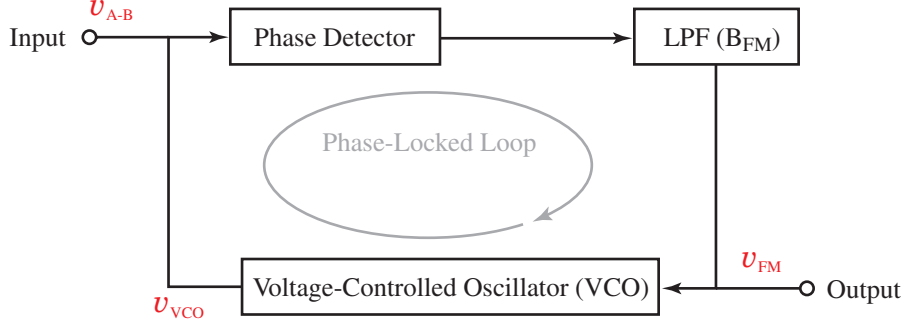 v_A-B
Input
Phase Detector
LPF (B_FM)
Phase-Locked Loop
v_FM
Voltage-Controlled Oscillator (VCO)
Output
v_VCO